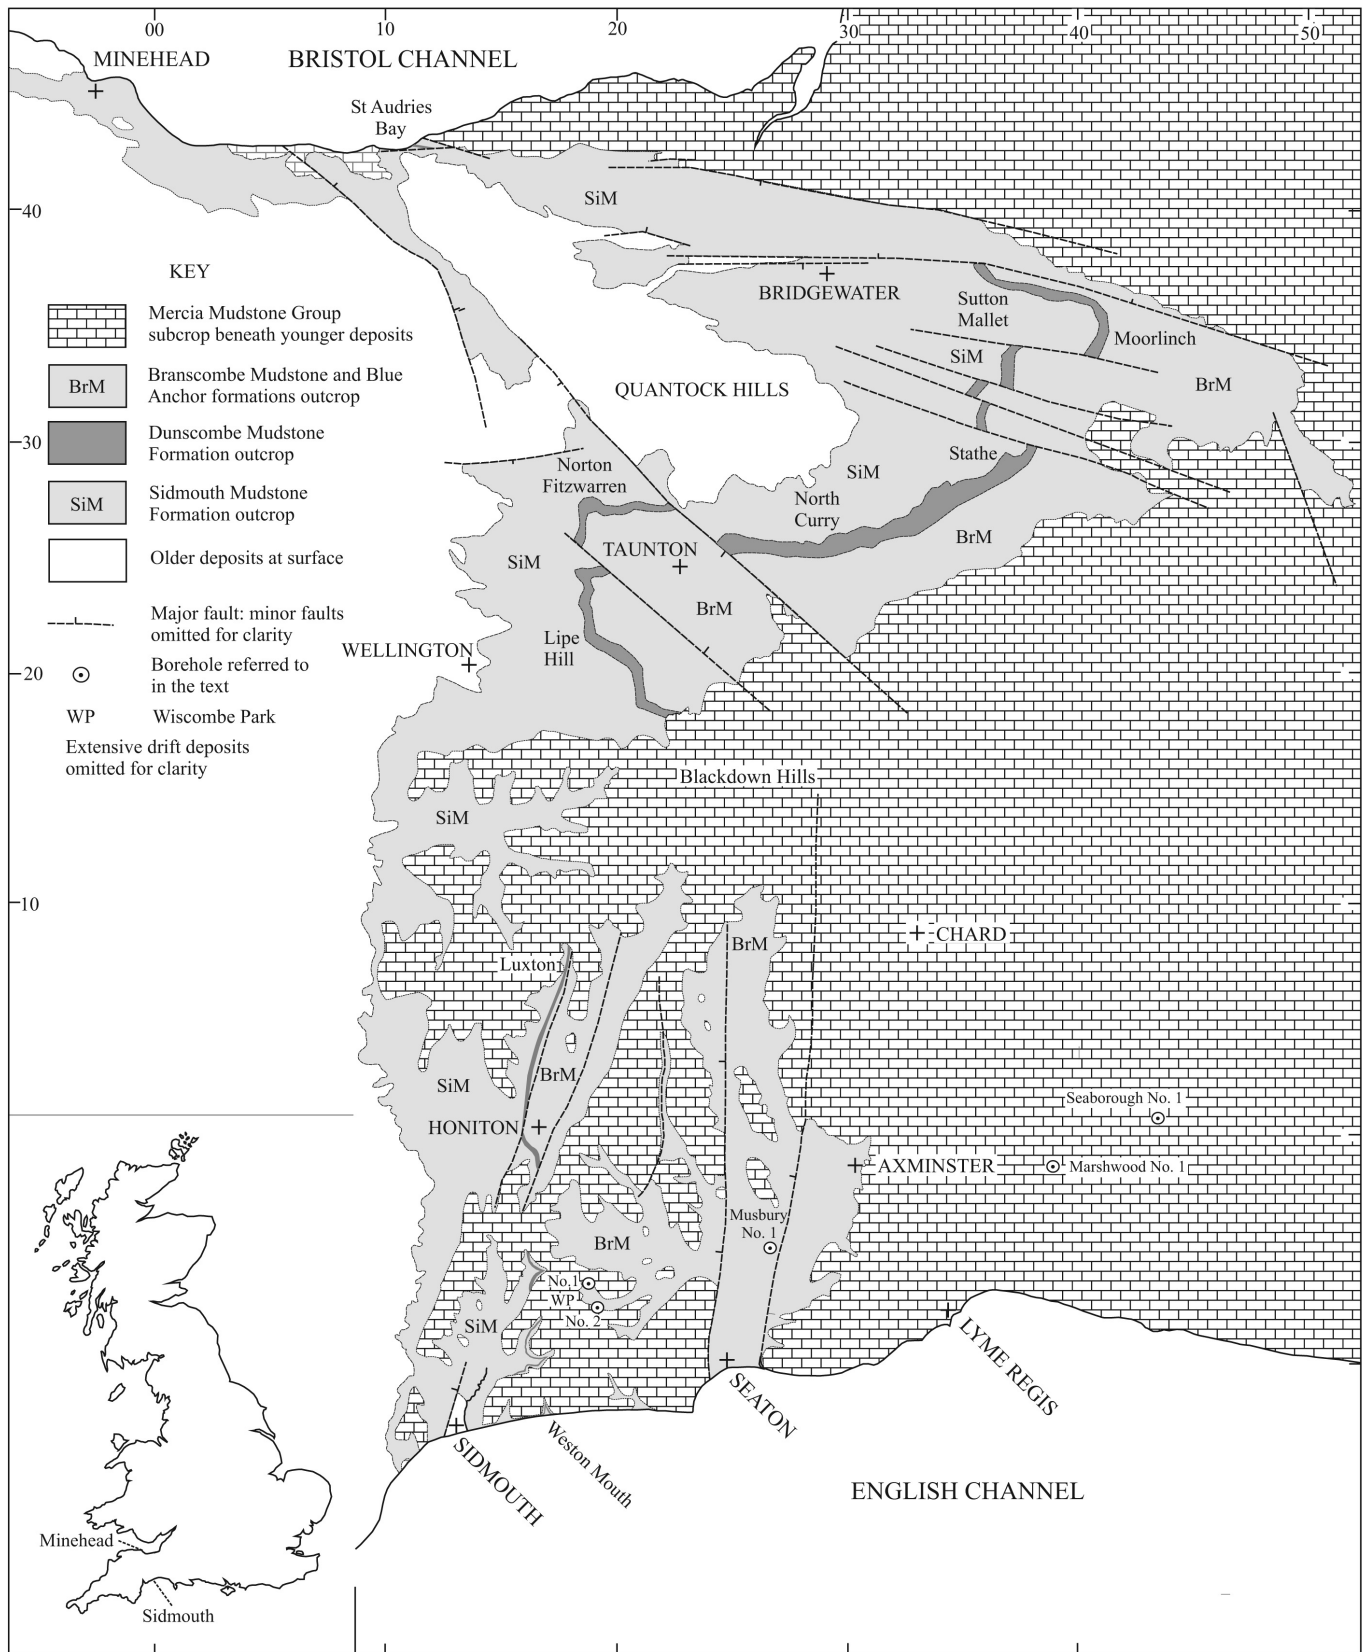 00
10
20
30
40
50
MINEHEAD
BRISTOL CHANNEL
St Audries
Bay
40
SiM
KEY
Mercia Mudstone Group
subcrop beneath younger deposits
BrM
Branscombe Mudstone and Blue
Anchor formations outcrop
Dunscombe Mudstone
Formation outcrop
SiM
Sidmouth Mudstone
Formation outcrop
Older deposits at surface
Major fault: minor faults
omitted for clarity
Borehole referred to
in the text
WP
Wiscombe Park
Extensive drift deposits
omitted for clarity
BRIDGEWATER
Sutton
Mallet
Moorlinch
SiM
BrM
QUANTOCK HILLS
30
Stathe
Norton
Fitzwarren
SiM
North
Curry
BrM
SiM
TAUNTON
BrM
WELLINGTON
Lipe
Hill
20
Blackdown Hills
SiM
10
BrM
CHARD
Luxton
SiM
BrM
HONITON
Seaborough No. 1
AXMINSTER
Marshwood No. 1
Musbury
No. 1
BrM
No.1
WP
No. 2
SiM
LYME REGIS
SEATON
Weston Mouth
SIDMOUTH
ENGLISH CHANNEL
Minehead
Sidmouth